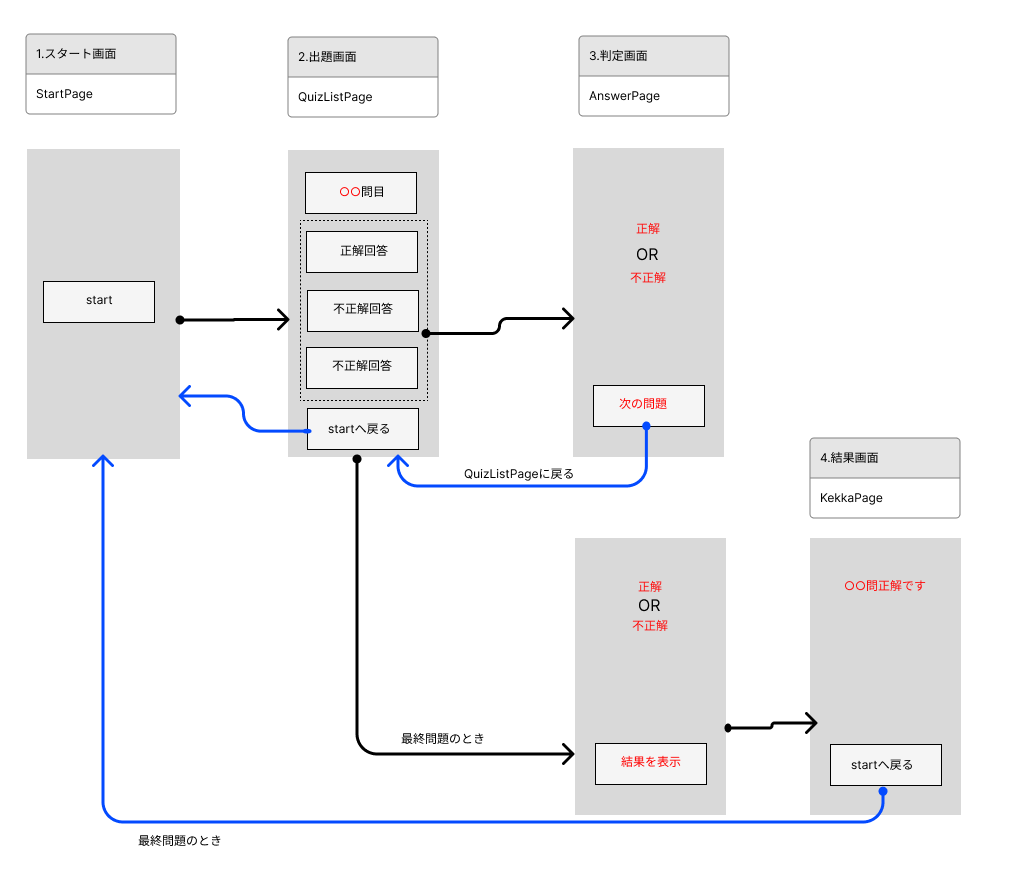 1.スタート画面
StartPage
2.出題画面
QuizListPage
3.判定画面
AnswerPage
start
〇〇問目
正解回答
不正解回答
不正解回答
startへ戻る
正解
OR
不正解
次の問題
QuizListPageに戻る
4.結果画面
KekkaPage
正解
OR
不正解
結果を表示
最終問題のとき
〇〇問正解です
startへ戻る
最終問題のとき